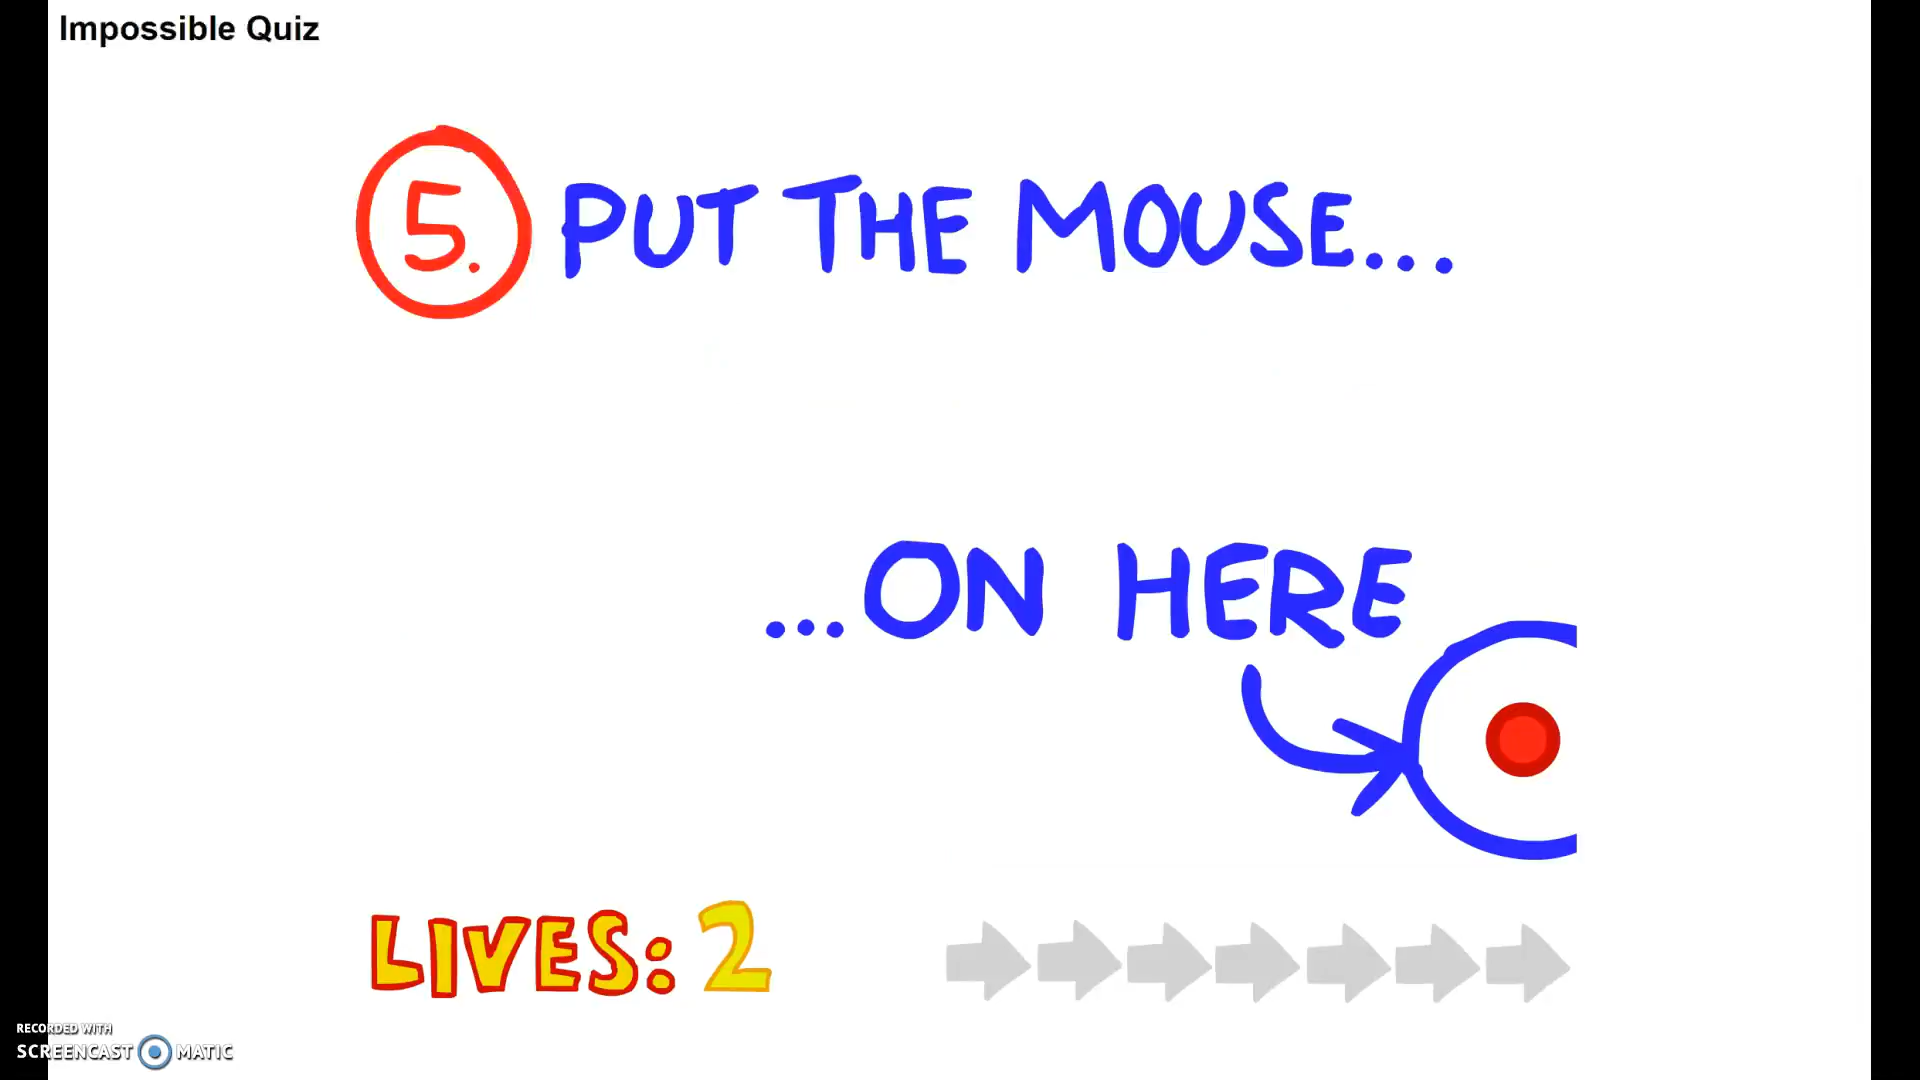 Impossible Quiz
5. PUT THE MOUSE...
...ON HERE
LIVES: 2
RECORDED WITH
SCREENCAST MATIC